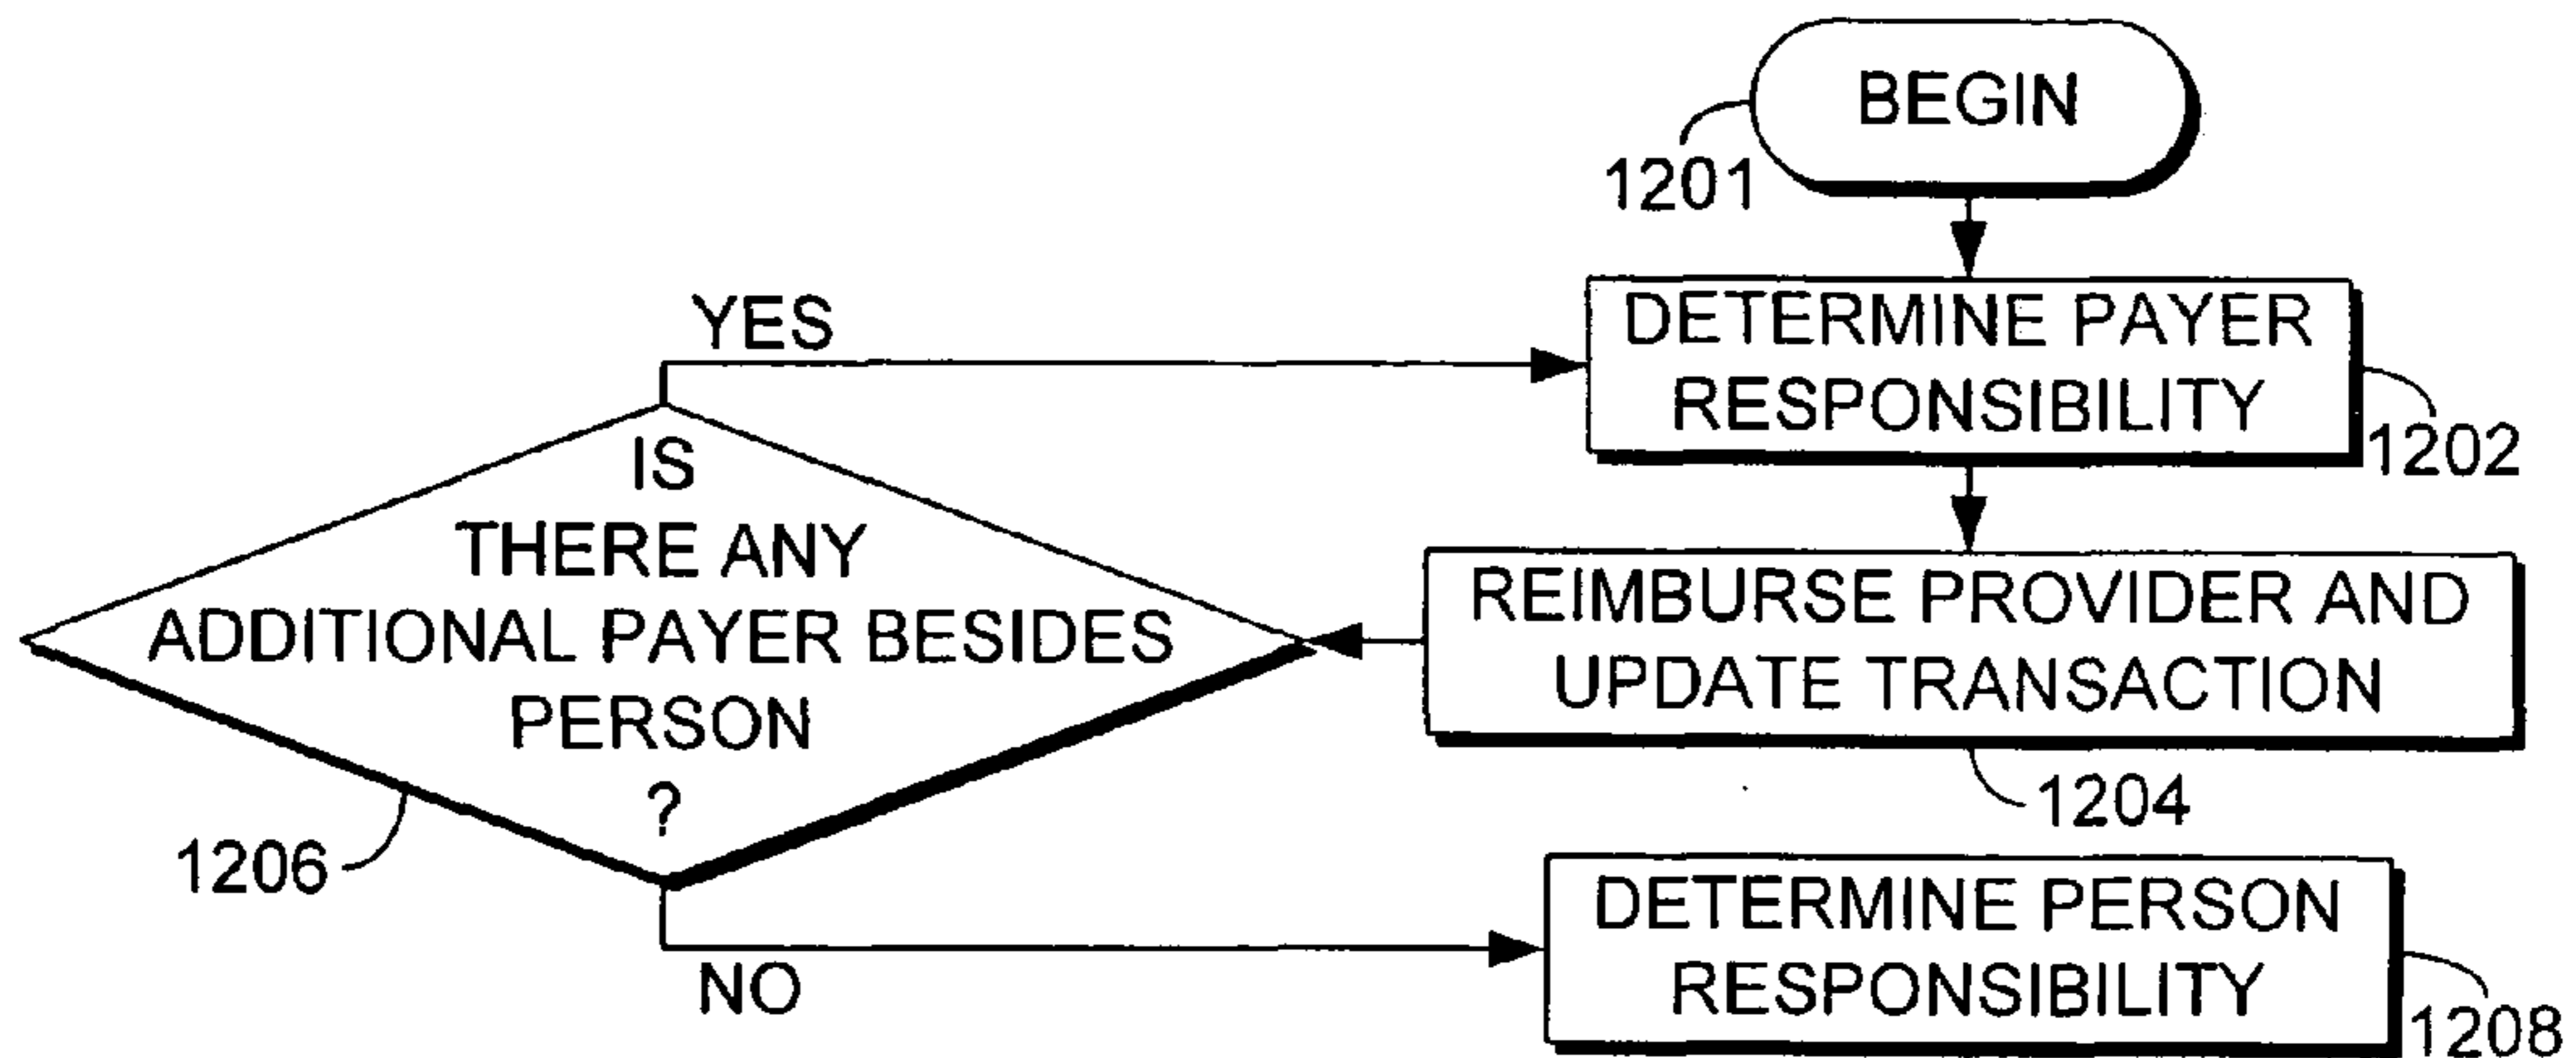 BEGIN
1201
YES
DETERMINE PAYER
RESPONSIBILITY
1202
IS
THERE ANY
ADDITIONAL PAYER BESIDES
PERSON
?
1206
REIMBURSE PROVIDER AND
UPDATE TRANSACTION
1204
NO
DETERMINE PERSON
RESPONSIBILITY
1208